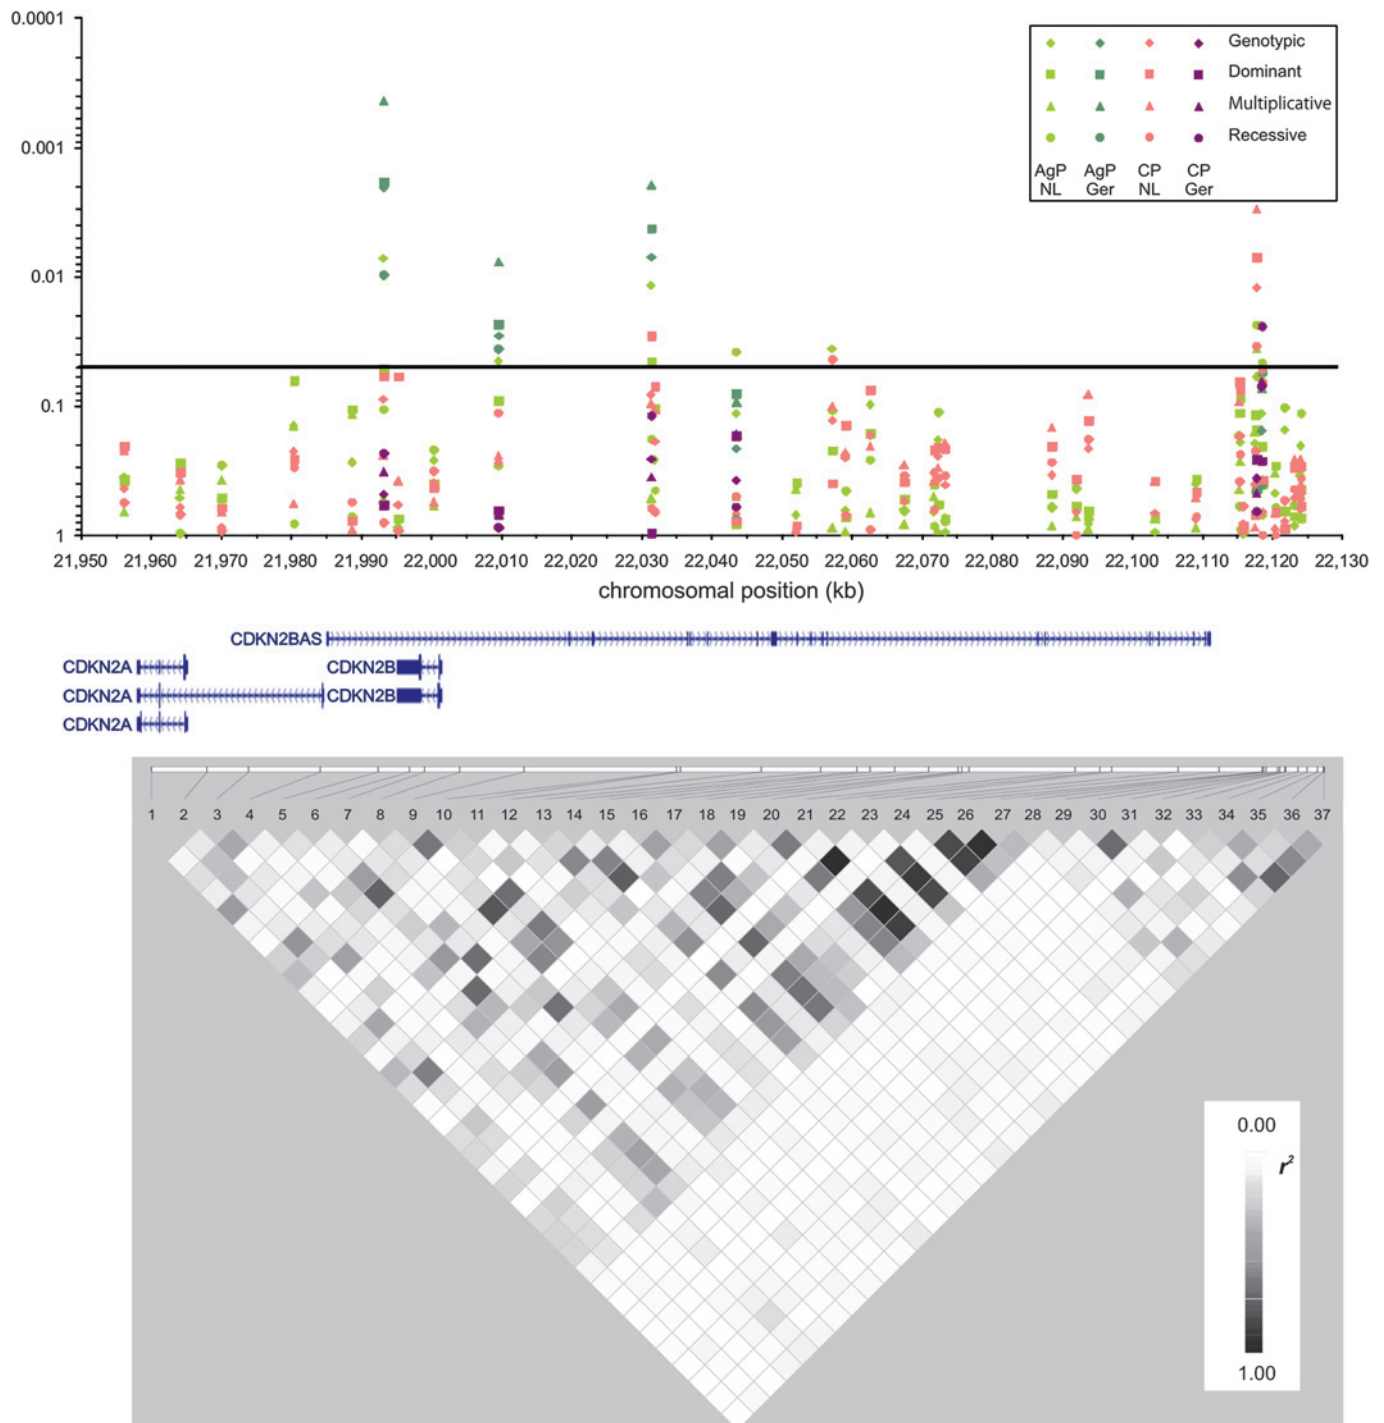 0.0001
0.001
0.01
0.1
1
Genotypic
Dominant
Multiplicative
Recessive
AgP AgP CP CP
NL Ger NL Ger
21,950 21,960 21,970 21,980 21,990 22,000 22,010 22,020 22,030 22,040 22,050 22,060 22,070 22,080 22,090 22,100 22,110 22,120 22,130
chromosomal position (kb)
CDKN2BAS
CDKN2A CDKN2B
CDKN2A CDKN2B
CDKN2A
1 2 3 4 5 6 7 8 9 10 11 12 13 14 15 16 17 18 19 20 21 22 23 24 25 26 27 28 29 30 31 32 33 34 35 36 37
0.00
r²
1.00